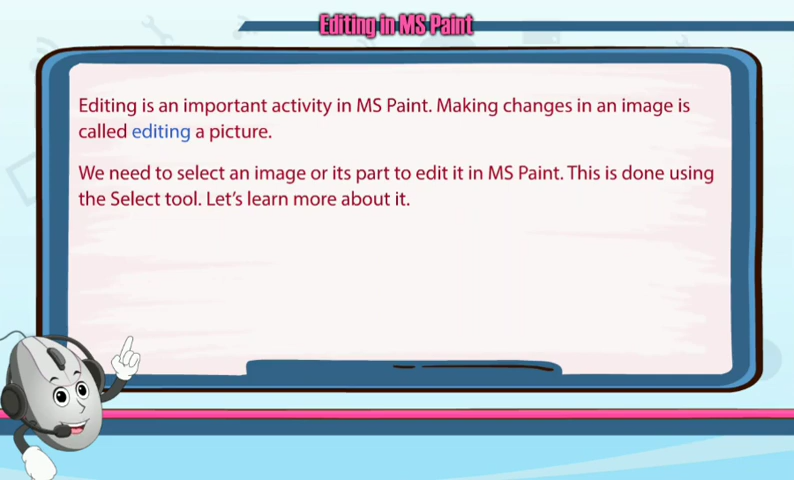 Editing in MS Paint
Editing is an important activity in MS Paint. Making changes in an image is
called editing a picture.
We need to select an image or its part to edit it in MS Paint. This is done using
the Select tool. Let’s learn more about it.